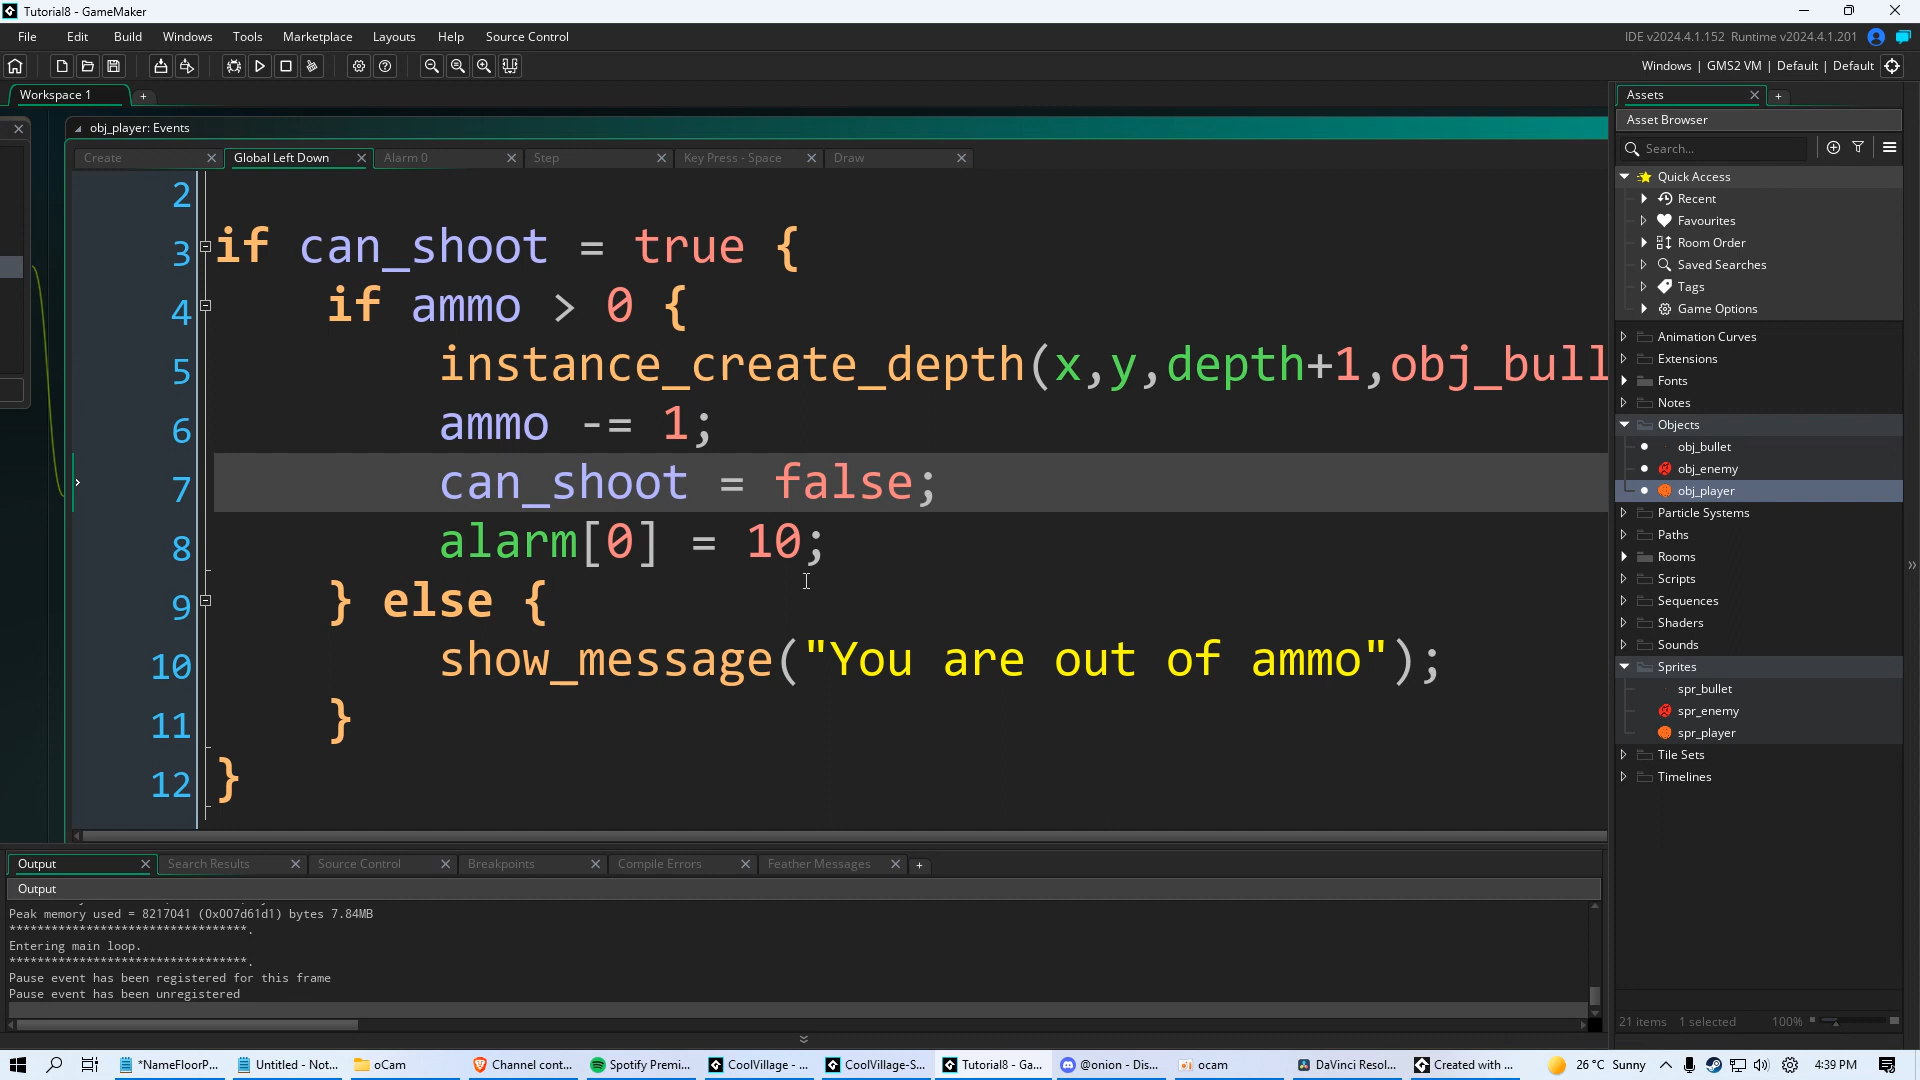 Tutorial8 - GameMaker
File Edit Build Windows Tools Marketplace Layouts Help Source Control
IDE v2024.4.1.152 Runtime v2024.4.1.201
Windows | GMS2 VM | Default | Default
Workspace 1
obj_player: Events
Create Global Left Down Alarm 0 Step Key Press - Space Draw
2
3 if can_shoot = true {
4 if ammo > 0 {
5 instance_create_depth(x,y,depth+1,obj_bull
6 ammo -= 1;
7 can_shoot = false;
8 alarm[0] = 10;
9 } else {
10 show_message("You are out of ammo");
11 }
12 }
Assets
Asset Browser
Search...
Quick Access
Recent
Favourites
Room Order
Saved Searches
Tags
Game Options
Animation Curves
Extensions
Fonts
Notes
Objects
obj_bullet
obj_enemy
obj_player
Particle Systems
Paths
Rooms
Scripts
Sequences
Shaders
Sounds
Sprites
spr_bullet
spr_enemy
spr_player
Tile Sets
Timelines
21 items 1 selected 100%
Output Search Results Source Control Breakpoints Compile Errors Feather Messages
Output
Peak memory used = 8217041 (0x007d61d1) bytes 7.84MB
**********************************.
Entering main loop.
**********************************.
Pause event has been registered for this frame
Pause event has been unregistered
*NameFloorP... Untitled - Not... oCam Channel cont... Spotify Premi... CoolVillage - ... CoolVillage-S... Tutorial8 - Ga... @onion - Dis... ocam DaVinci Resol... Created with ... 26°C Sunny 4:39 PM